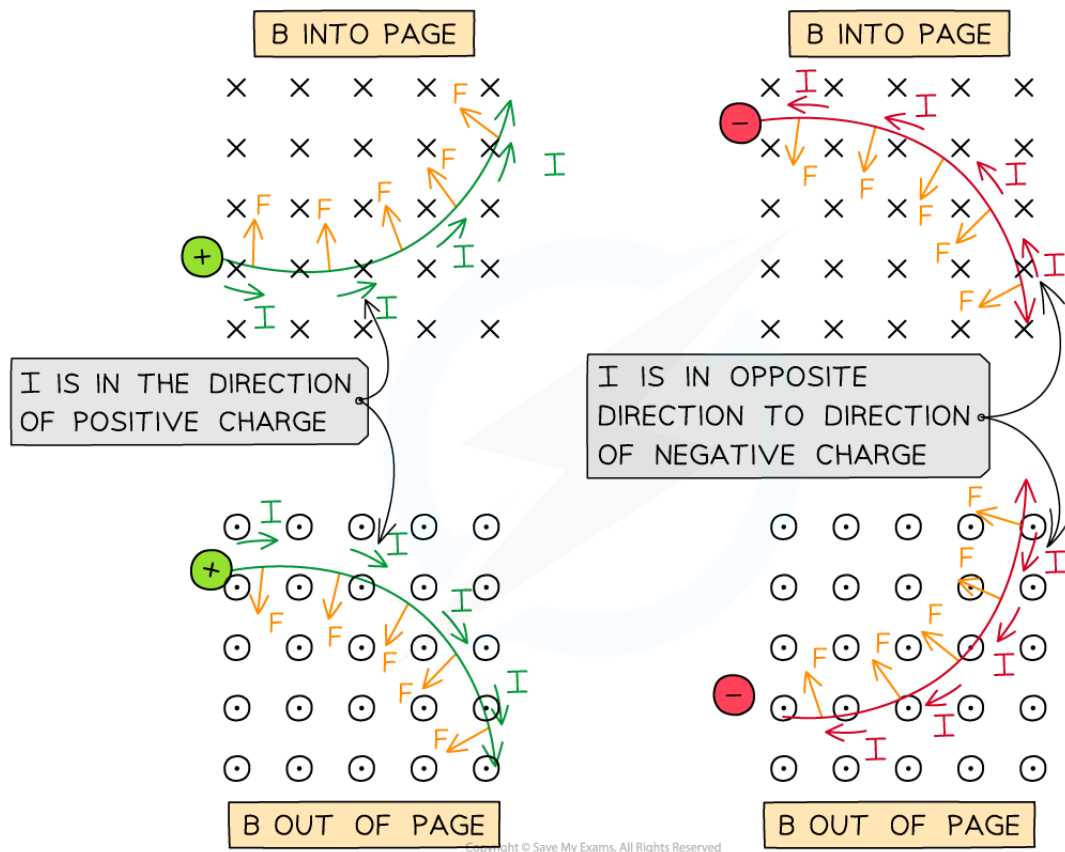 B INTO PAGE
B INTO PAGE
F
I
I
F
I
F
F
I
F
F
F
F
I
F
F
F
I
I
F
I
I
+
−
I IS IN THE DIRECTION
OF POSITIVE CHARGE
I IS IN OPPOSITE
DIRECTION TO DIRECTION
OF NEGATIVE CHARGE
I
I
F
F
F
I
F
F
I
F
I
F
F
F
I
I
F
I
I
+
−
B OUT OF PAGE
B OUT OF PAGE
Copyright © Save My Exams. All Rights Reserved